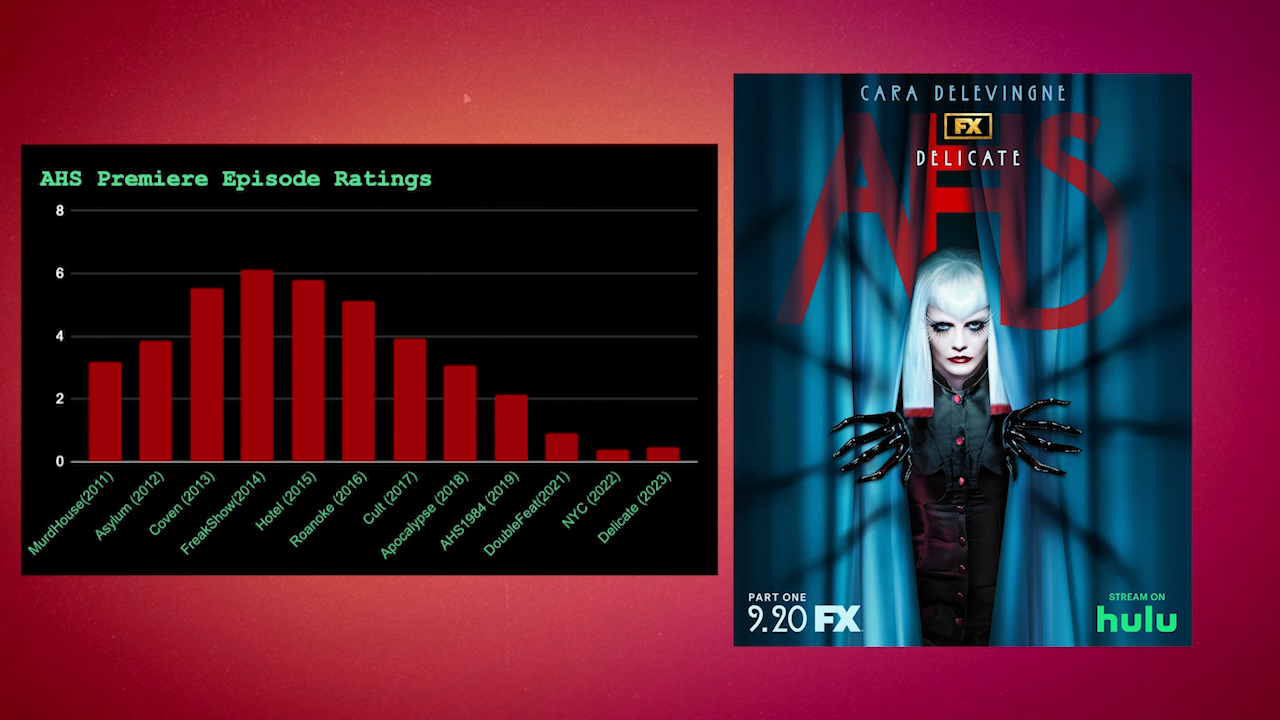 AHS Premiere Episode Ratings
8
6
4
2
0
MurdHouse(2011)
Asylum (2012)
Coven (2013)
FreakShow(2014)
Hotel (2015)
Roanoke (2016)
Cult (2017)
Apocalypse (2018)
AHS1984 (2019)
DoubleFeat(2021)
NYC (2022)
Delicate (2023)
CARA DELEVINGNE
FX
AHS
DELICATE
PART ONE
9.20 FX
STREAM ON
hulu